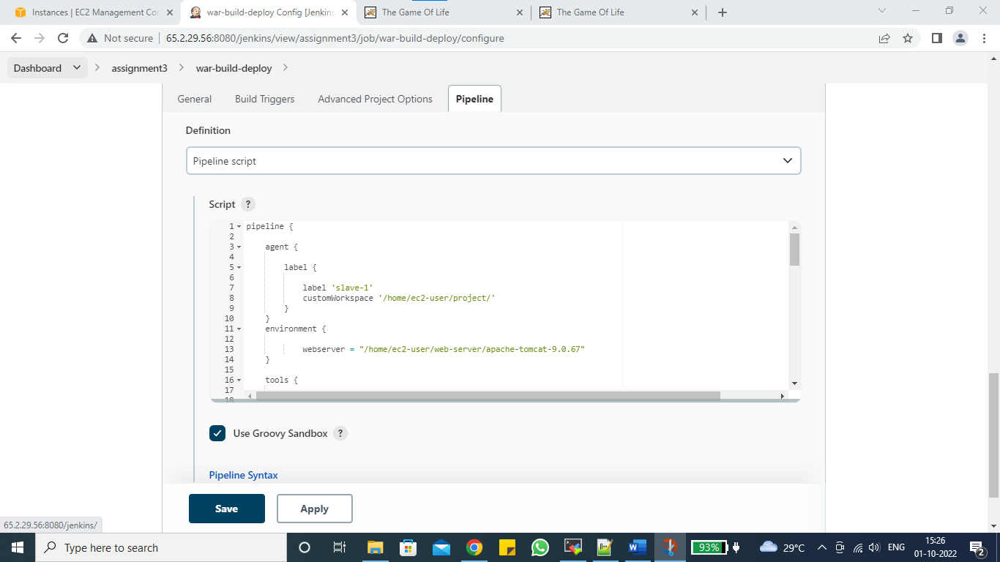 Instances | EC2 Management Con
war-build-deploy Config [Jenkins
The Game Of Life
The Game Of Life
Not secure
65.2.29.56:8080/jenkins/view/assignment3/job/war-build-deploy/configure
Dashboard
assignment3
war-build-deploy
General
Build Triggers
Advanced Project Options
Pipeline
Definition
Pipeline script
Script ?
1 pipeline {
2
3 agent {
4
5 label {
6
7 label 'slave-1'
8 customWorkspace '/home/ec2-user/project/'
9 }
10 }
11 environment {
12
13 webserver = "/home/ec2-user/web-server/apache-tomcat-9.0.67"
14 }
15
16 tools {
17
18
Use Groovy Sandbox ?
Pipeline Syntax
Save
Apply
65.2.29.56:8080/jenkins/
Type here to search
93%
29°C
ENG
15:26
01-10-2022
2